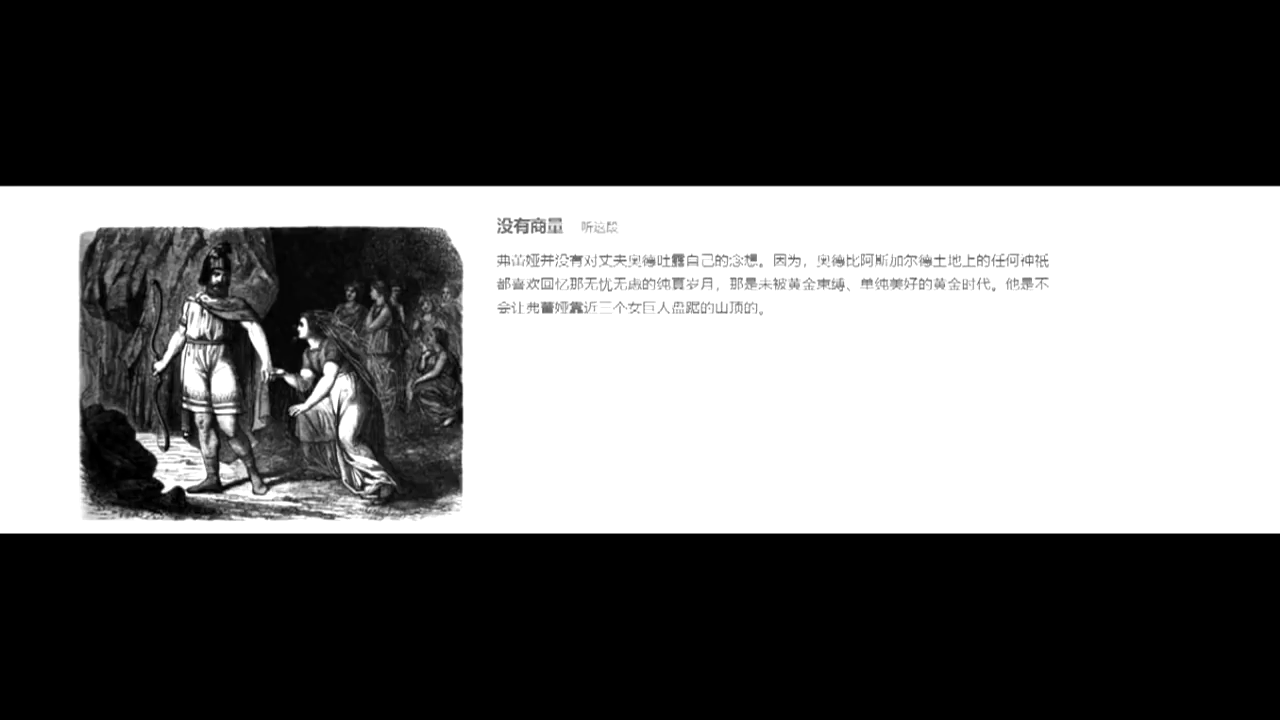 没有商量 听这段
弗蕾娅并没有对丈夫奥德吐露自己的念想。因为，奥德比阿斯加尔德土地上的任何神祇
都喜欢回忆那无忧无虑的纯真岁月，那是未被黄金束缚、单纯美好的黄金时代。他是不
会让弗蕾娅靠近三个女巨人盘踞的山顶的。